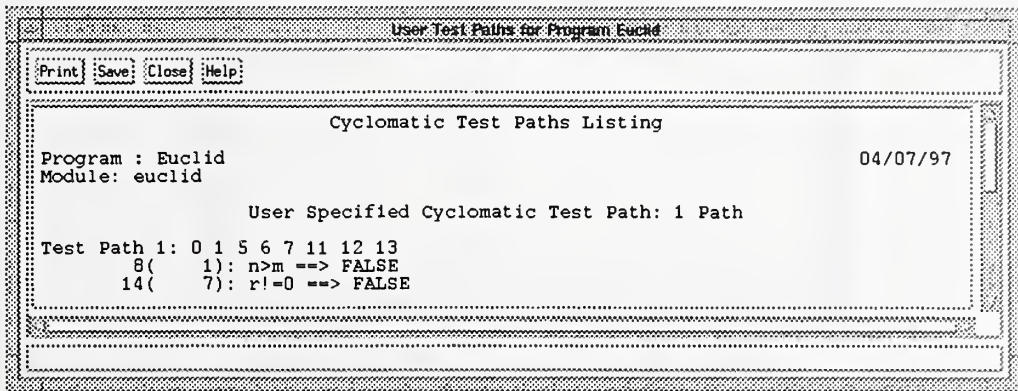 User Test Paths for Program Euclid
Print Save Close Help
Cyclomatic Test Paths Listing
Program : Euclid 04/07/97
Module: euclid
User Specified Cyclomatic Test Path: 1 Path
Test Path 1: 0 1 5 6 7 11 12 13
8( 1): n>m ==> FALSE
14( 7): r!=0 ==> FALSE